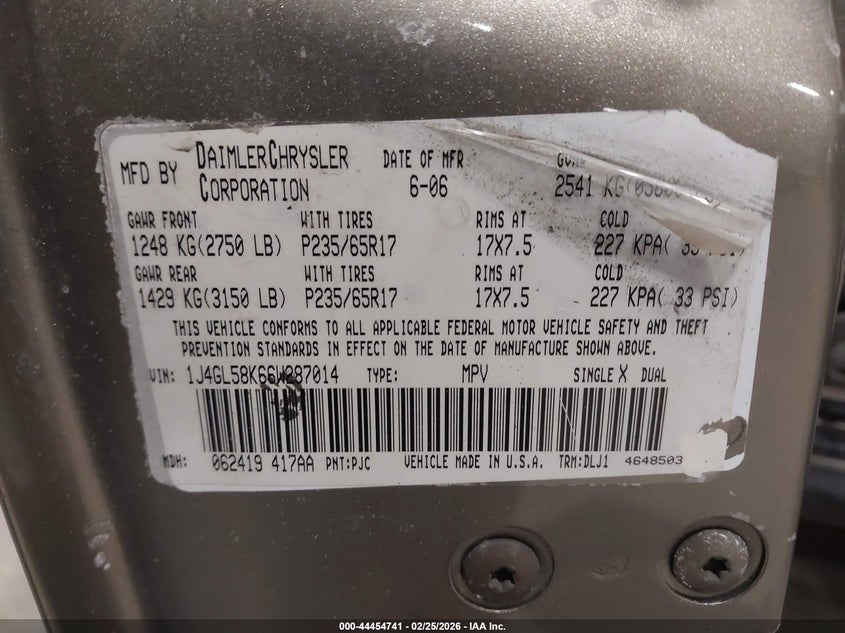 MFD BY DAIMLERCHRYSLER CORPORATION DATE OF MFR 6-06 GVWR 2541 KG
GAWR FRONT WITH TIRES RIMS AT COLD
1248 KG(2750 LB) P235/65R17 17X7.5 227 KPA( 33 PSI)
GAWR REAR WITH TIRES RIMS AT COLD
1429 KG(3150 LB) P235/65R17 17X7.5 227 KPA( 33 PSI)
THIS VEHICLE CONFORMS TO ALL APPLICABLE FEDERAL MOTOR VEHICLE SAFETY AND THEFT
PREVENTION STANDARDS IN EFFECT ON THE DATE OF MANUFACTURE SHOWN ABOVE.
VIN: 1J4GL58K66W287014 TYPE: MPV SINGLE X DUAL
MDH: 062419 417AA PNT:PJC VEHICLE MADE IN U.S.A. TRM:DLJ1 4648503
000-44454741 - 02/25/2026 - IAA Inc.